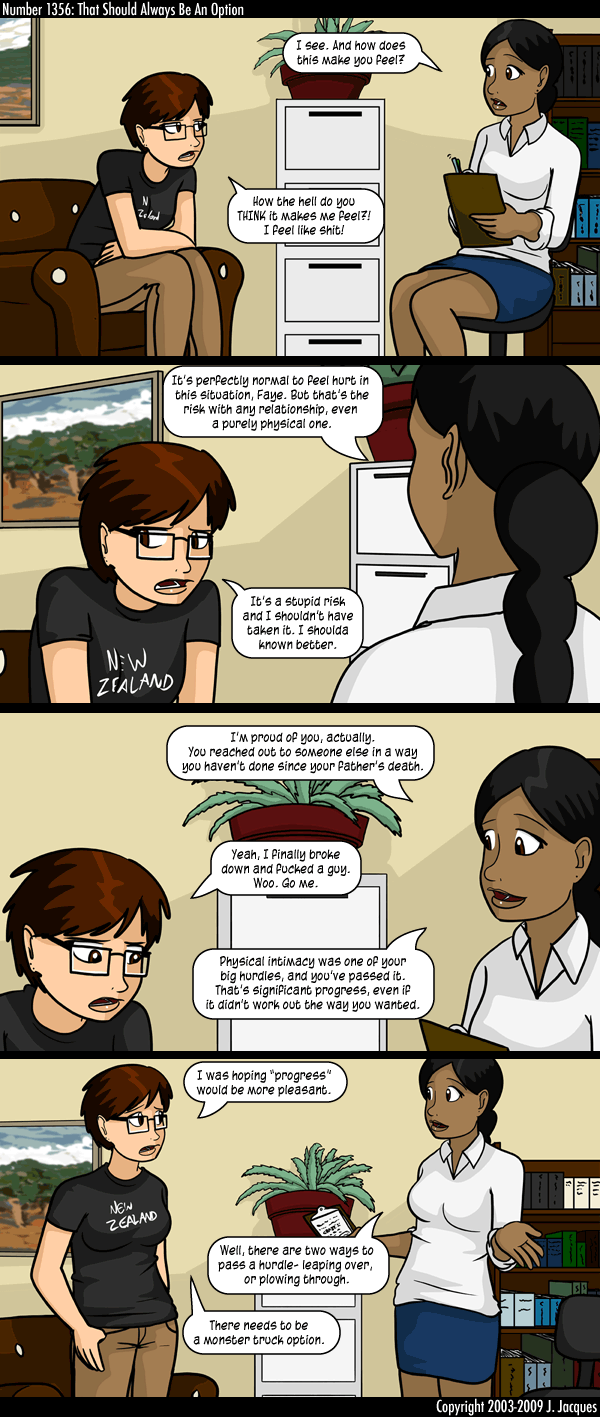 Number 1356: That Should Always Be An Option
I see. And how does
this make you feel?
N
Zealand
How the hell do you
THINK it makes me feel?!
I feel like shit!
It's perfectly normal to feel hurt in
this situation, Faye. But that's the
risk with any relationship, even
a purely physical one.
It's a stupid risk
and I shouldn't have
taken it. I shoulda
known better.
NEW
ZEALAND
I'm proud of you, actually.
You reached out to someone else in a way
you haven't done since your father's death.
Yeah, I finally broke
down and fucked a guy.
Woo. Go me.
Physical intimacy was one of your
big hurdles, and you've passed it.
That's significant progress, even if
it didn't work out the way you wanted.
I was hoping "progress"
would be more pleasant.
NEW
ZEALAND
Well, there are two ways to
pass a hurdle- leaping over,
or plowing through.
There needs to be
a monster truck option.
Copyright 2003-2009 J. Jacques